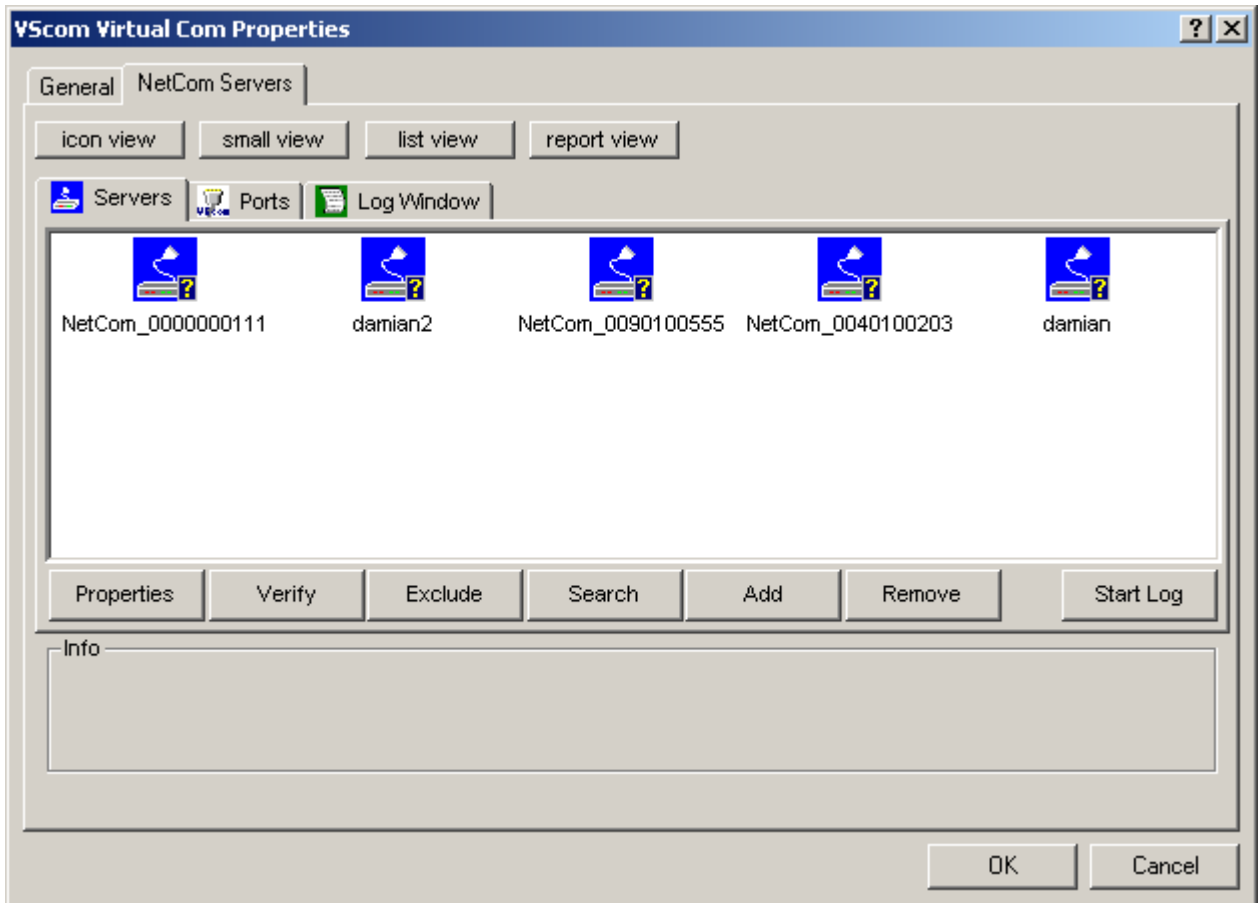 VScom Virtual Com Properties
General NetCom Servers
icon view small view list view report view
Servers Ports Log Window
NetCom_0000000111 damian2 NetCom_0090100555 NetCom_0040100203 damian
Properties Verify Exclude Search Add Remove Start Log
Info
OK Cancel